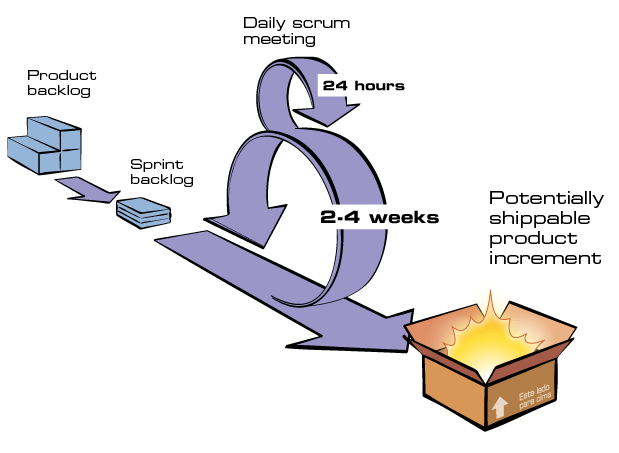 Daily scrum
meeting
24 hours
Product
backlog
Sprint
backlog
2-4 weeks
Potentially
shippable
product
increment
Este lado
para cima